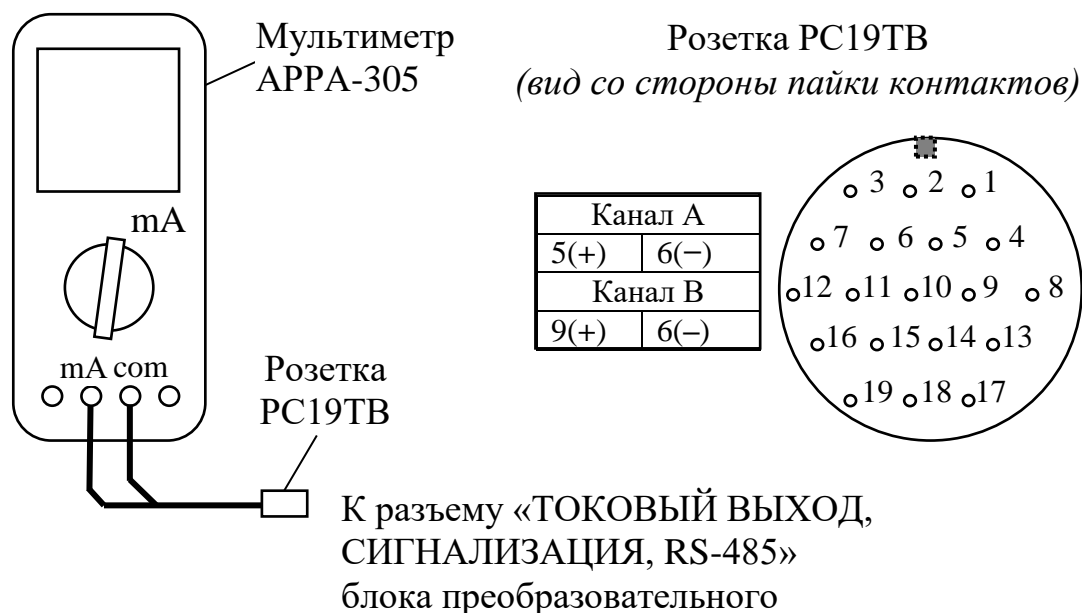 Мультиметр
АРРА-305
Розетка РС19ТВ
(вид со стороны пайки контактов)
mA
mA com
Канал А
5(+) 6(−)
Канал В
9(+) 6(–)
3 2 1
7 6 5 4
12 11 10 9 8
16 15 14 13
19 18 17
Розетка
РС19ТВ
К разъему «ТОКОВЫЙ ВЫХОД,
СИГНАЛИЗАЦИЯ, RS-485»
блока преобразовательного